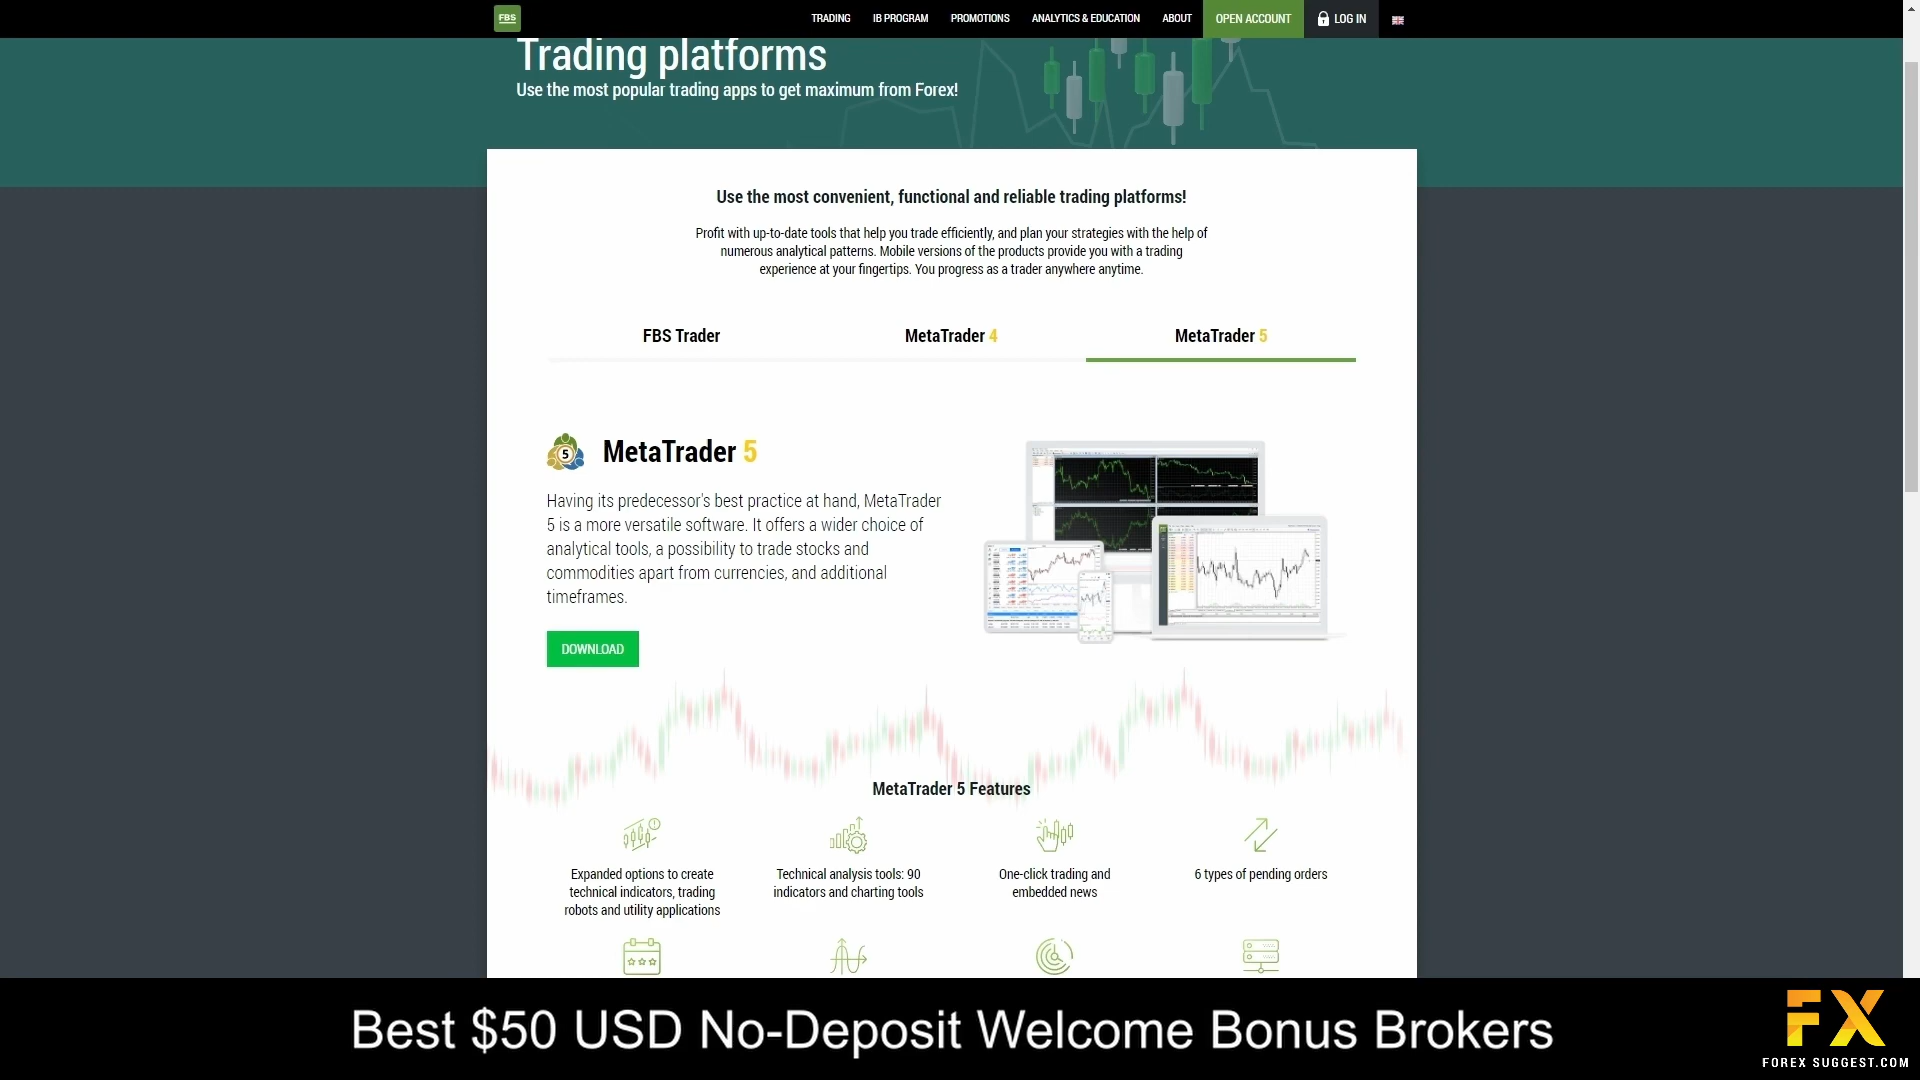 FBS
TRADING
IB PROGRAM
PROMOTIONS
ANALYTICS & EDUCATION
ABOUT
OPEN ACCOUNT
LOG IN
Trading platforms
Use the most popular trading apps to get maximum from Forex!
Use the most convenient, functional and reliable trading platforms!
Profit with up-to-date tools that help you trade efficiently, and plan your strategies with the help of
numerous analytical patterns. Mobile versions of the products provide you with a trading
experience at your fingertips. You progress as a trader anywhere anytime.
FBS Trader
MetaTrader 4
MetaTrader 5
5
MetaTrader 5
Having its predecessor's best practice at hand, MetaTrader
5 is a more versatile software. It offers a wider choice of
analytical tools, a possibility to trade stocks and
commodities apart from currencies, and additional
timeframes.
DOWNLOAD
MetaTrader 5 Features
Expanded options to create
technical indicators, trading
robots and utility applications
Technical analysis tools: 90
indicators and charting tools
One-click trading and
embedded news
6 types of pending orders
Best $50 USD No-Deposit Welcome Bonus Brokers
FX
FOREX SUGGEST.COM